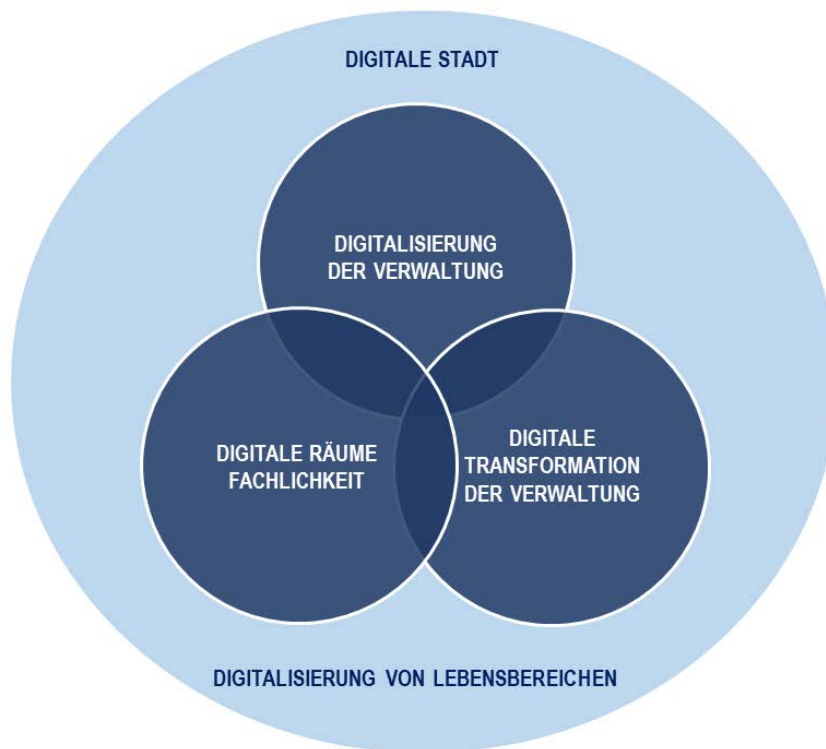 DIGITALE STADT
DIGITALISIERUNG
DER VERWALTUNG
DIGITALE RÄUME
FACHLICHKEIT
DIGITALE
TRANSFORMATION
DER VERWALTUNG
DIGITALISIERUNG VON LEBENSBEREICHEN